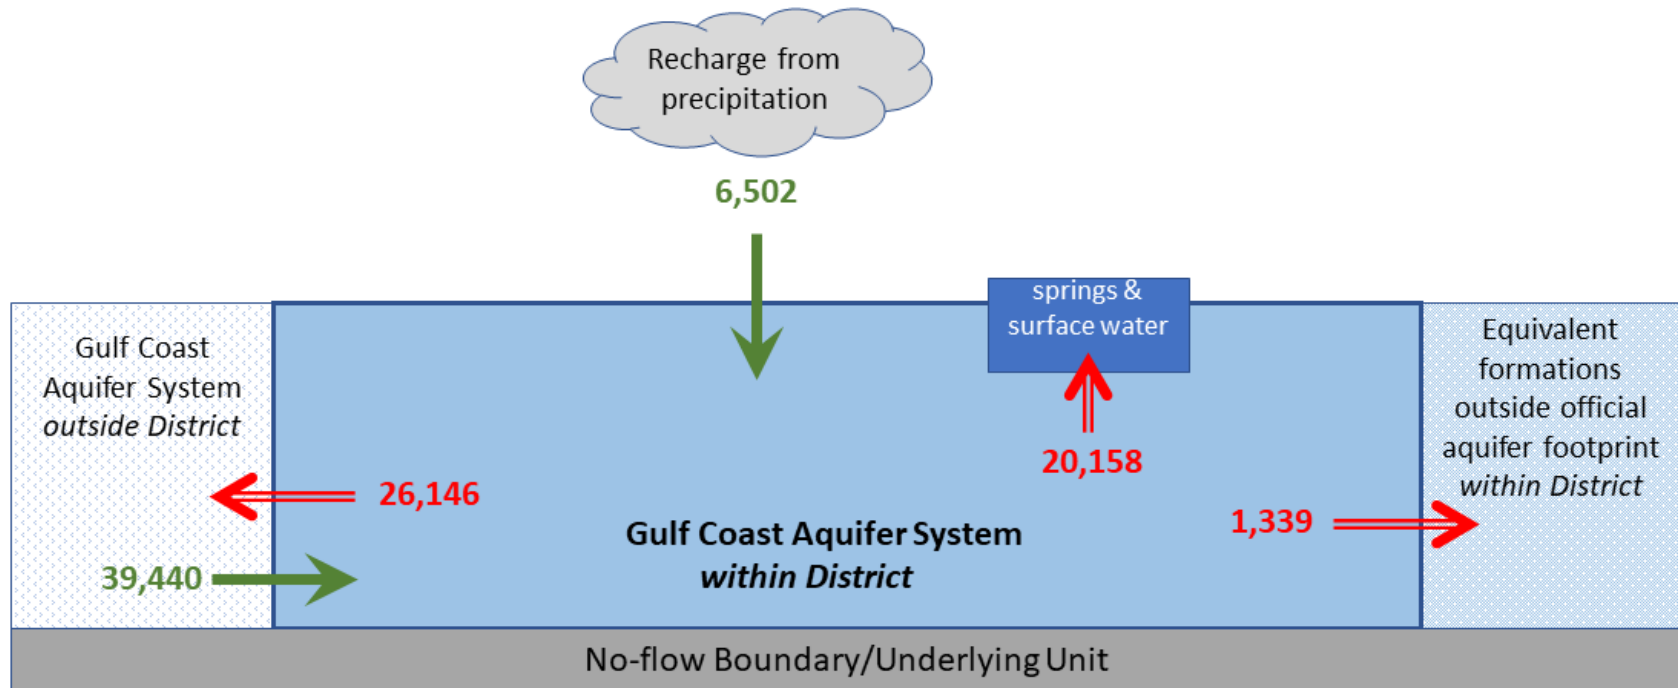 Recharge from
precipitation
6,502
springs &
surface water
Gulf Coast
Aquifer System
outside District
Equivalent
formations
outside official
aquifer footprint
within District
20,158
26,146
1,339
Gulf Coast Aquifer System
within District
39,440
No-flow Boundary/Underlying Unit